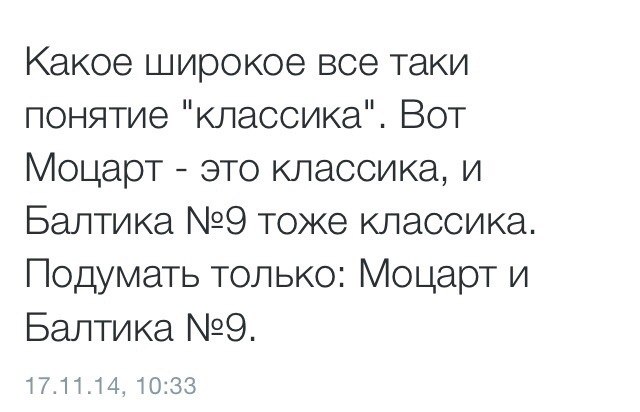 Какое широкое все таки
понятие "классика". Вот
Моцарт - это классика, и
Балтика №9 тоже классика.
Подумать только: Моцарт и
Балтика №9.
17.11.14, 10:33